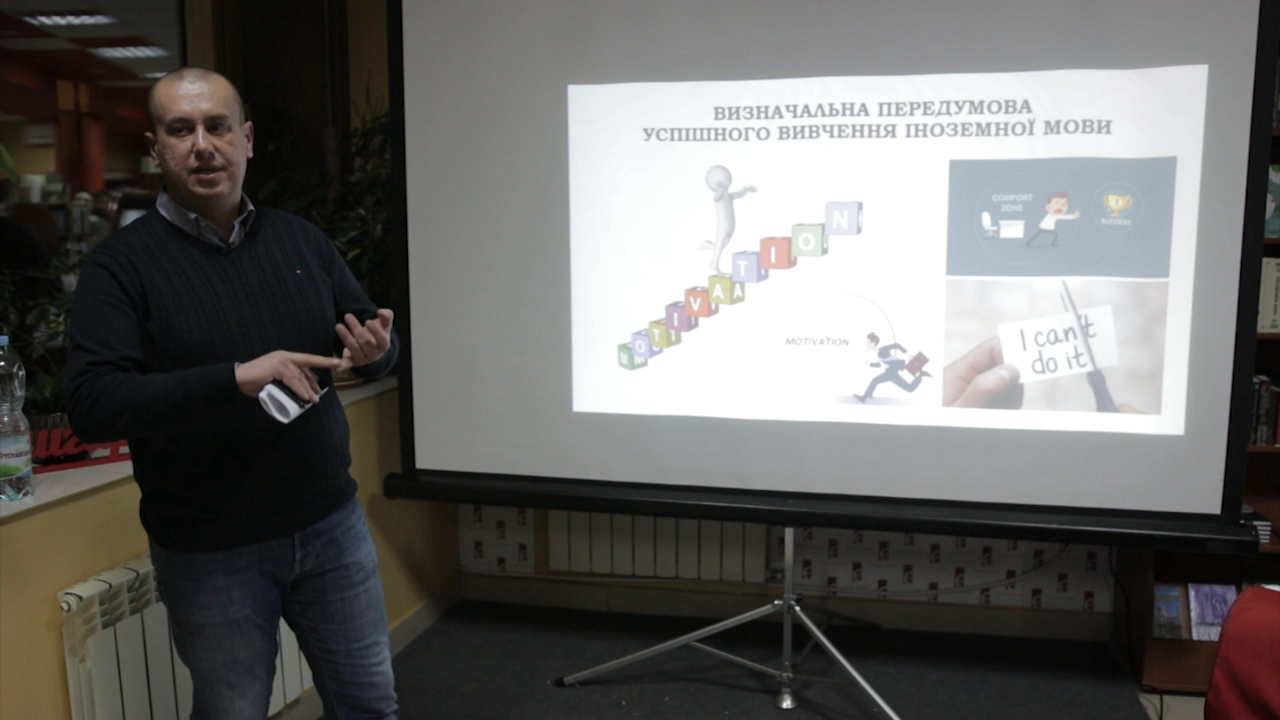 ВИЗНАЧАЛЬНА ПЕРЕДУМОВА
УСПІШНОГО ВИВЧЕННЯ ІНОЗЕМНОЇ МОВИ
MOTIVATION
COMFORT
ZONE
SUCCESS
MOTIVATION
I can't
do it